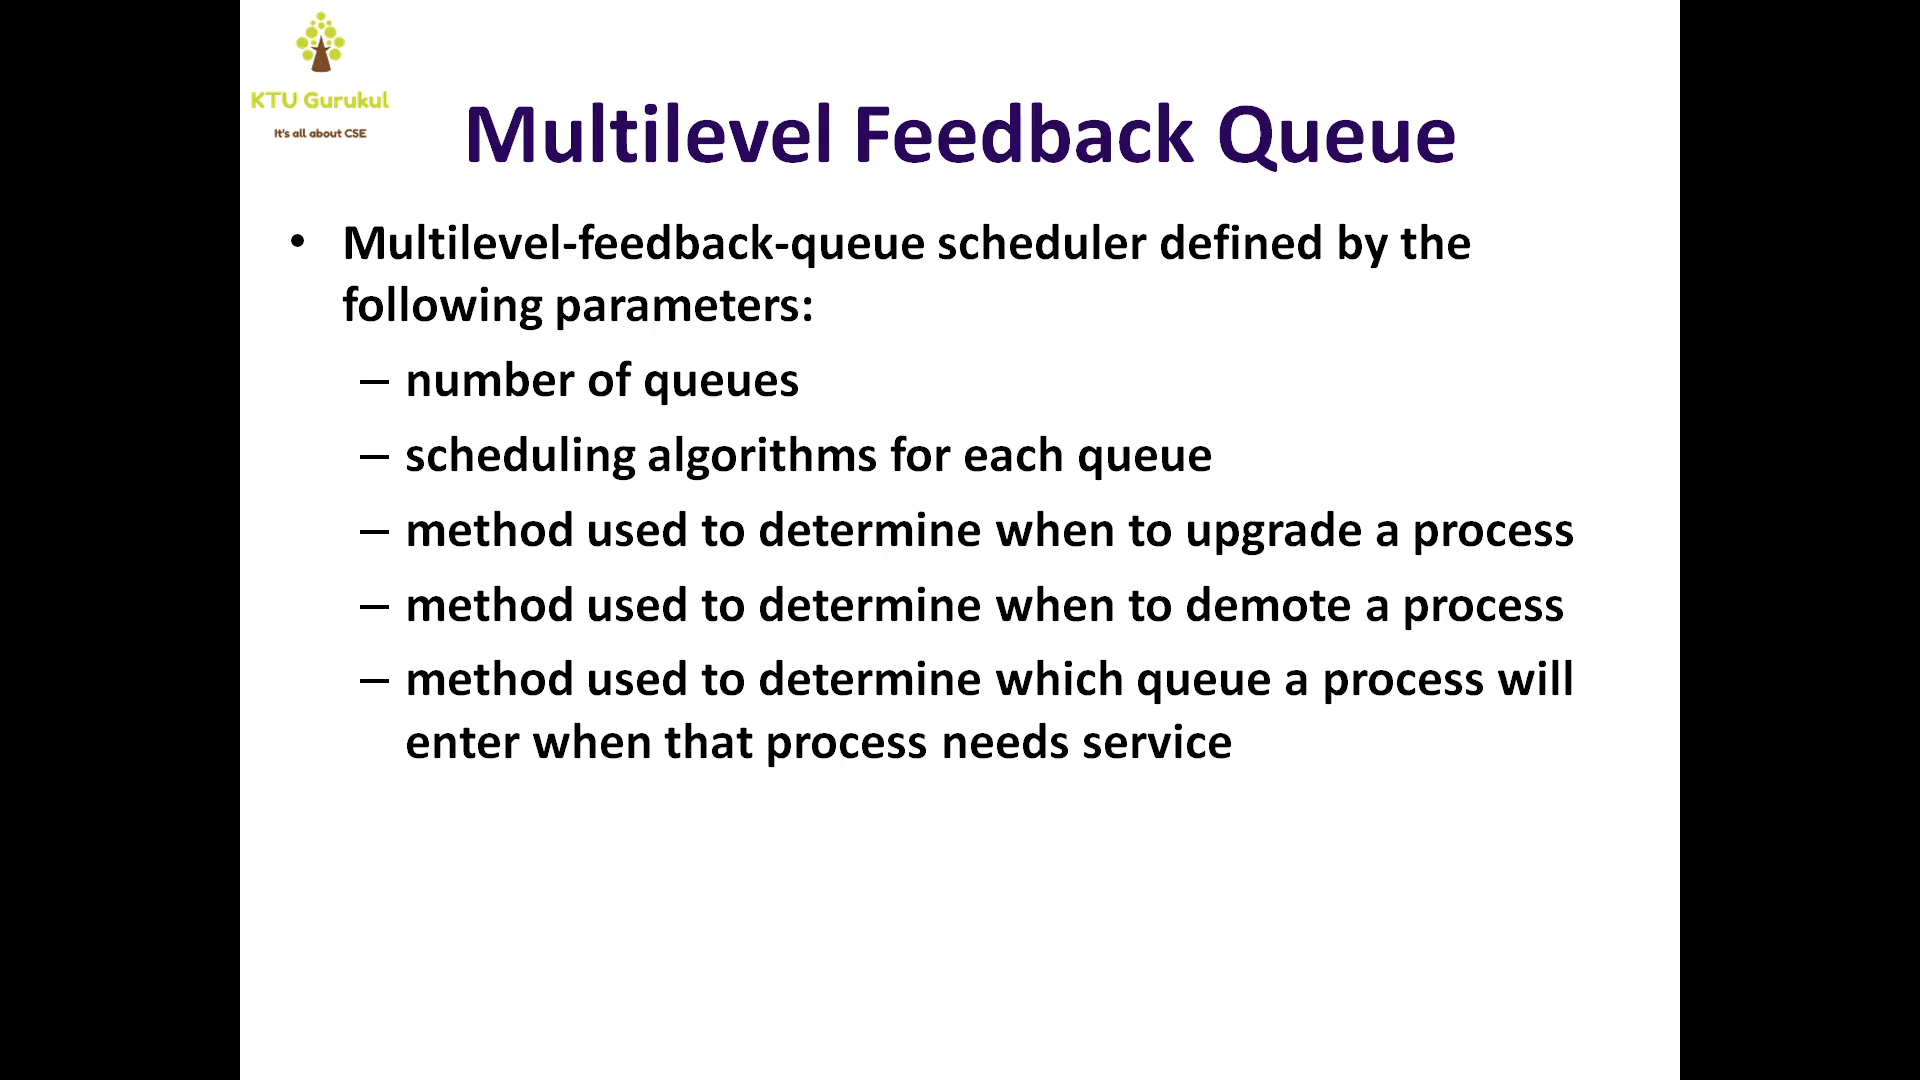 KTU Gurukul
It's all about CSE
Multilevel Feedback Queue
• Multilevel-feedback-queue scheduler defined by the
following parameters:
– number of queues
– scheduling algorithms for each queue
– method used to determine when to upgrade a process
– method used to determine when to demote a process
– method used to determine which queue a process will
enter when that process needs service